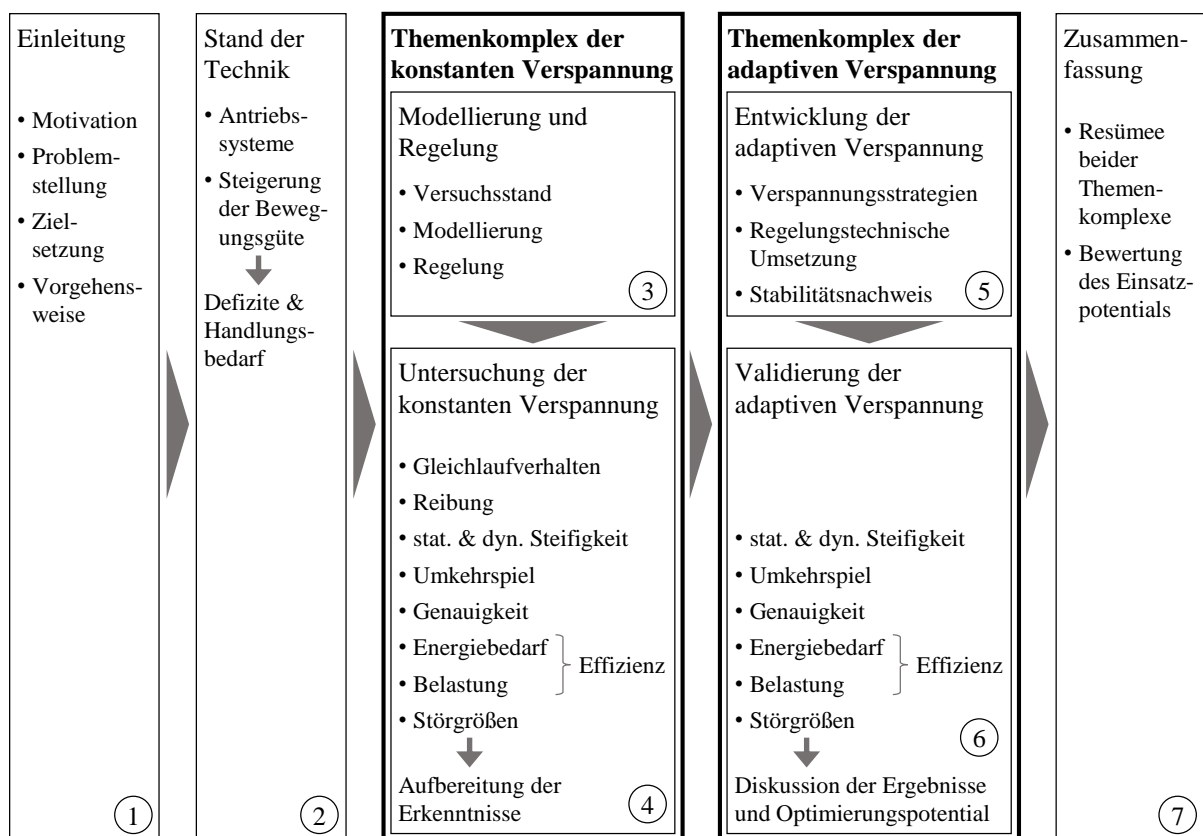 Einleitung
• Motivation
• Problem-
stellung
• Ziel-
setzung
• Vorgehens-
weise
1
Stand der
Technik
• Antriebs-
systeme
• Steigerung
der Beweg-
ungsgüte
Defizite &
Handlungs-
bedarf
2
Themenkomplex der
konstanten Verspannung
Modellierung und
Regelung
• Versuchsstand
• Modellierung
• Regelung
3
Untersuchung der
konstanten Verspannung
• Gleichlaufverhalten
• Reibung
• stat. & dyn. Steifigkeit
• Umkehrspiel
• Genauigkeit
• Energiebedarf
• Belastung
Effizienz
• Störgrößen
Aufbereitung der
Erkenntnisse
4
Themenkomplex der
adaptiven Verspannung
Entwicklung der
adaptiven Verspannung
• Verspannungsstrategien
• Regelungstechnische
Umsetzung
• Stabilitätsnachweis
5
Validierung der
adaptiven Verspannung
• stat. & dyn. Steifigkeit
• Umkehrspiel
• Genauigkeit
• Energiebedarf
• Belastung
Effizienz
• Störgrößen
6
Diskussion der Ergebnisse
und Optimierungspotential
Zusammen-
fassung
• Resümee
beider
Themen-
komplexe
• Bewertung
des Einsatz-
potentials
7